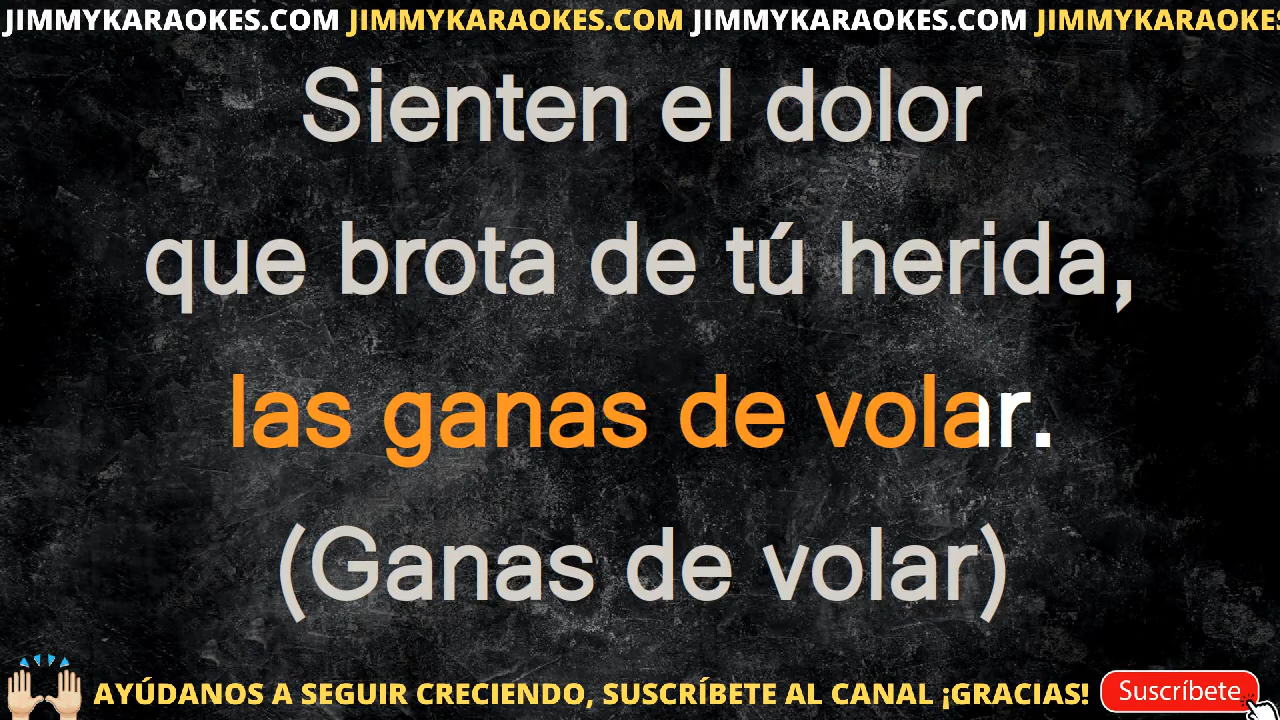 JIMMYKARAOKES.COM JIMMYKARAOKES.COM JIMMYKARAOKES.COM JIMMYKARAOKES
Sienten el dolor
que brota de tú herida,
las ganas de volar.
(Ganas de volar)
AYÚDANOS A SEGUIR CRECIENDO, SUSCRÍBETE AL CANAL ¡GRACIAS! Suscríbete